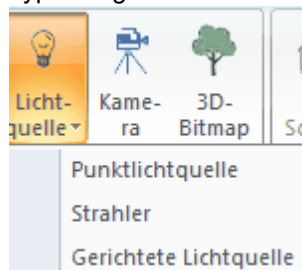 Licht-
quelle
Kame-
ra
3D-
Bitmap
Punktlichtquelle
Strahler
Gerichtete Lichtquelle